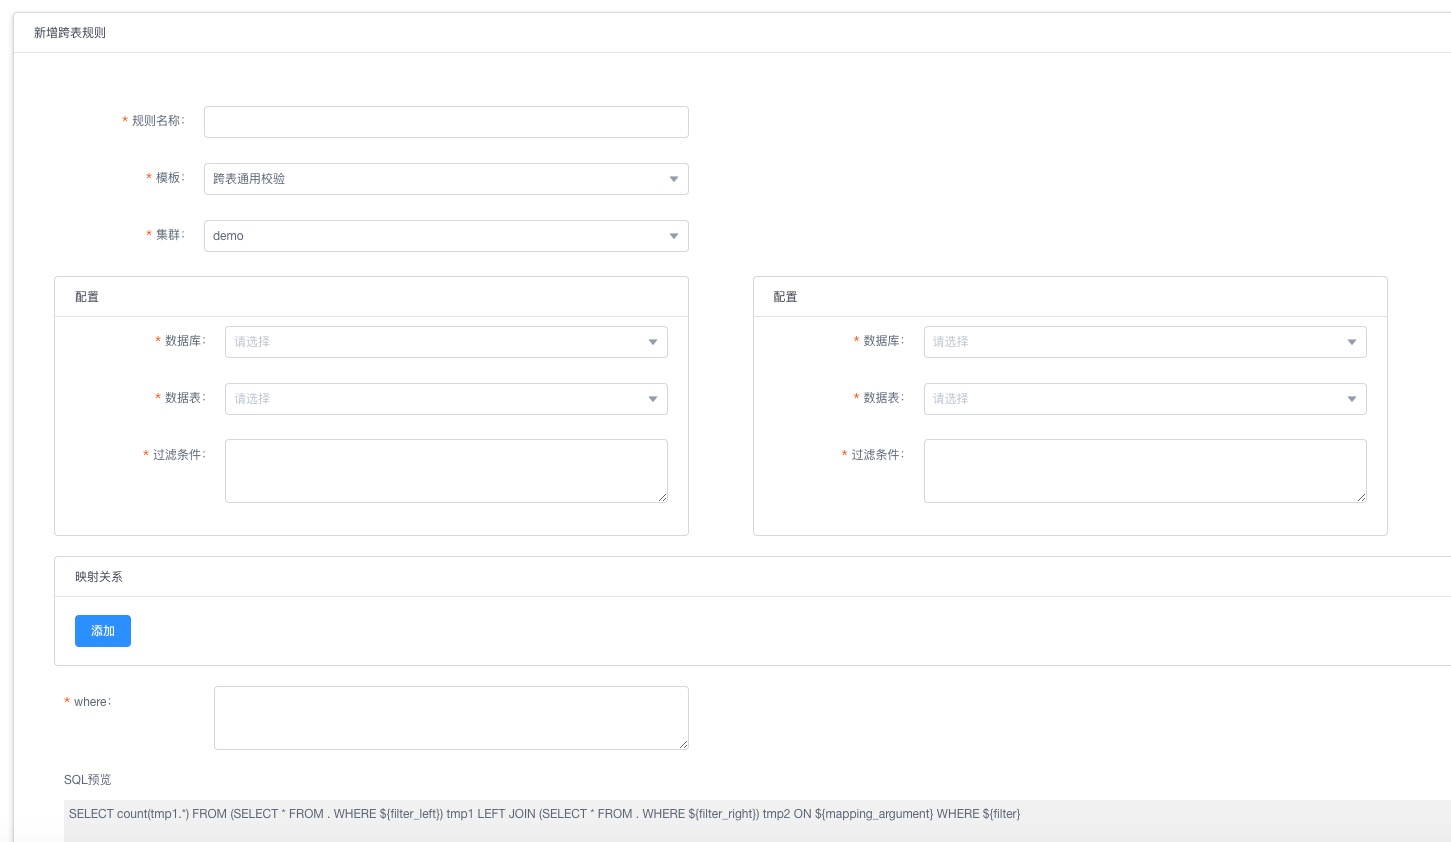 新增跨表规则
* 规则名称:
* 模板: 跨表通用校验
* 集群: demo
配置
* 数据库: 请选择
* 数据表: 请选择
* 过滤条件:
配置
* 数据库: 请选择
* 数据表: 请选择
* 过滤条件:
映射关系
添加
* where:
SQL预览
SELECT count(tmp1.*) FROM (SELECT * FROM . WHERE ${filter_left}) tmp1 LEFT JOIN (SELECT * FROM . WHERE ${filter_right}) tmp2 ON ${mapping_argument} WHERE ${filter}